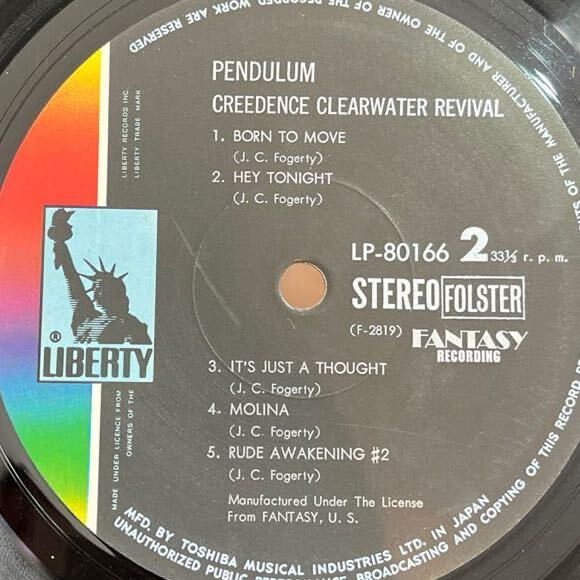 PENDULUM
CREEDENCE CLEARWATER REVIVAL
1. BORN TO MOVE
(J. C. Fogerty)
2. HEY TONIGHT
(J. C. Fogerty)
LP-80166 2 33⅓ r. p. m.
STEREO FOLSTER
(F-2819) FANTASY
RECORDING
3. IT'S JUST A THOUGHT
(J. C. Fogerty)
4. MOLINA
(J. C. Fogerty)
5. RUDE AWAKENING #2
(J. C. Fogerty)
Manufactured Under The License
From FANTASY, U. S.
LIBERTY RECORDS INC.
LIBERTY TRADE MARK
®
LIBERTY
MADE UNDER LICENCE FROM
OWNERS OF THE
MFD. BY TOSHIBA MUSICAL INDUSTRIES LTD. IN JAPAN
UNAUTHORIZED PUBLIC PERFORMANCE, BROADCASTING AND COPYING OF THIS RECORD
OF THE MANUFACTURER AND OF THE OWNER OF THE RECORDED WORK ARE RESERVED